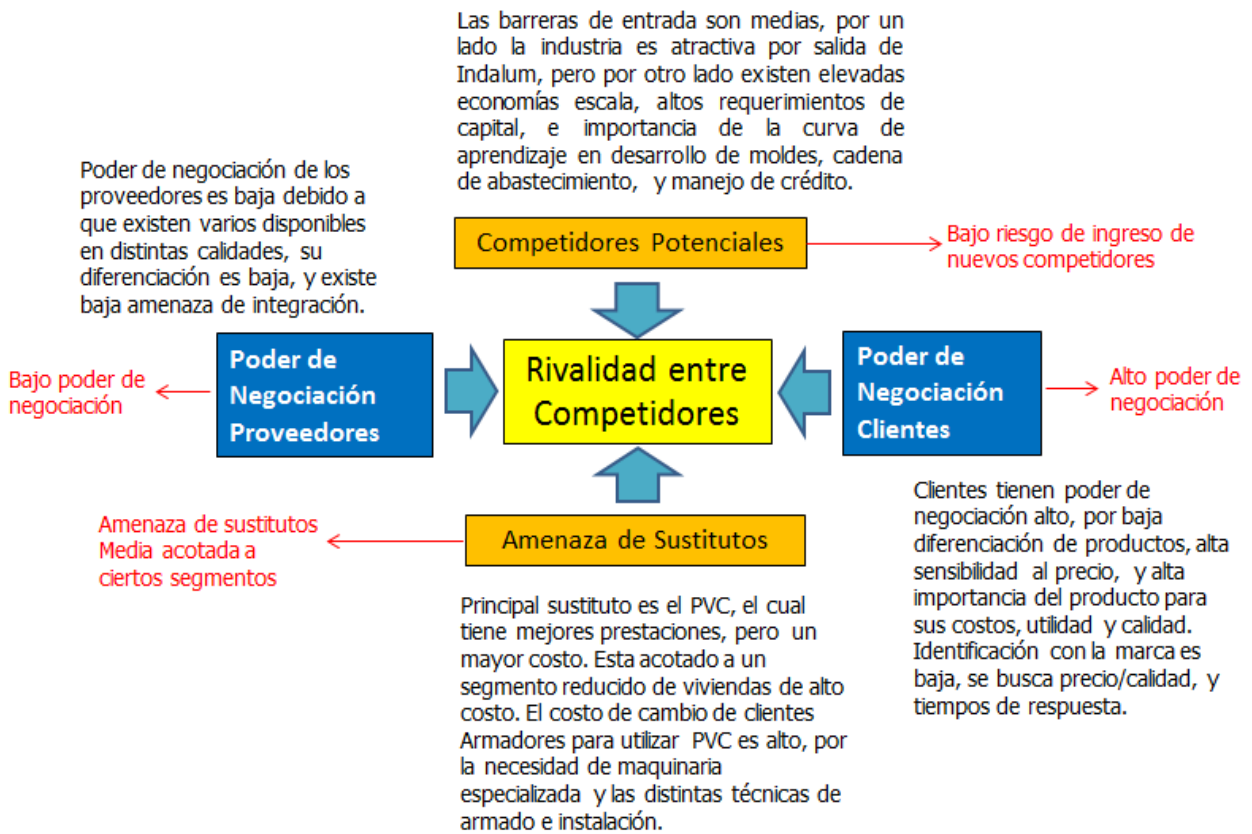 Las barreras de entrada son medias, por un
lado la industria es atractiva por salida de
Indalum, pero por otro lado existen elevadas
economías escala, altos requerimientos de
capital, e importancia de la curva de
aprendizaje en desarrollo de moldes, cadena
de abastecimiento, y manejo de crédito.
Poder de negociación de los
proveedores es baja debido a
que existen varios disponibles
en distintas calidades, su
diferenciación es baja, y existe
baja amenaza de integración.
Competidores Potenciales
Bajo riesgo de ingreso de
nuevos competidores
Bajo poder de
negociación
Poder de
Negociación
Proveedores
Rivalidad entre
Competidores
Poder de
Negociación
Clientes
Alto poder de
negociación
Amenaza de sustitutos
Media acotada a
ciertos segmentos
Amenaza de Sustitutos
Clientes tienen poder de
negociación alto, por baja
diferenciación de productos, alta
sensibilidad al precio, y alta
importancia del producto para
sus costos, utilidad y calidad.
Identificación con la marca es
baja, se busca precio/calidad, y
tiempos de respuesta.
Principal sustituto es el PVC, el cual
tiene mejores prestaciones, pero un
mayor costo. Esta acotado a un
segmento reducido de viviendas de alto
costo. El costo de cambio de clientes
Armadores para utilizar PVC es alto, por
la necesidad de maquinaria
especializada y las distintas técnicas de
armado e instalación.